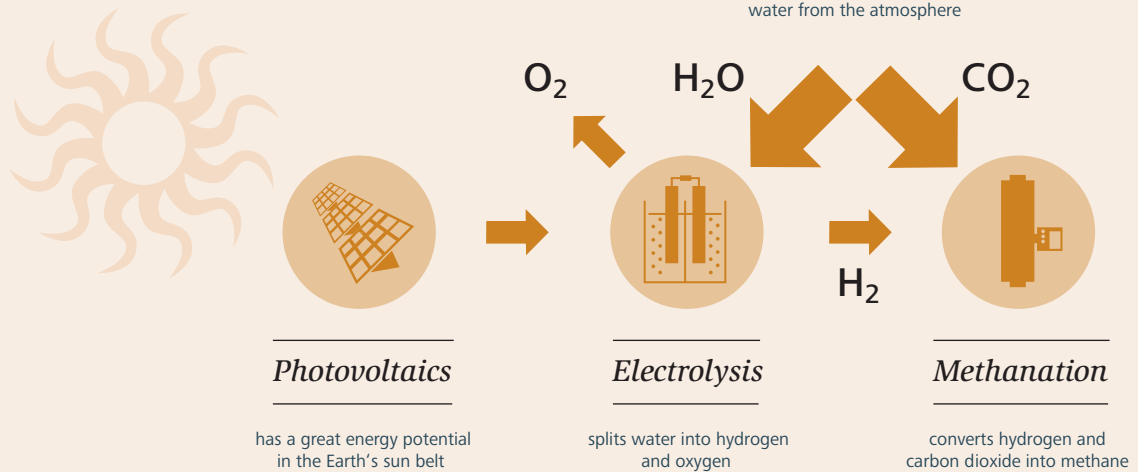 water from the atmosphere
O₂
H₂O
CO₂
H₂
Photovoltaics
Electrolysis
Methanation
has a great energy potential
in the Earth's sun belt
splits water into hydrogen
and oxygen
converts hydrogen and
carbon dioxide into methane